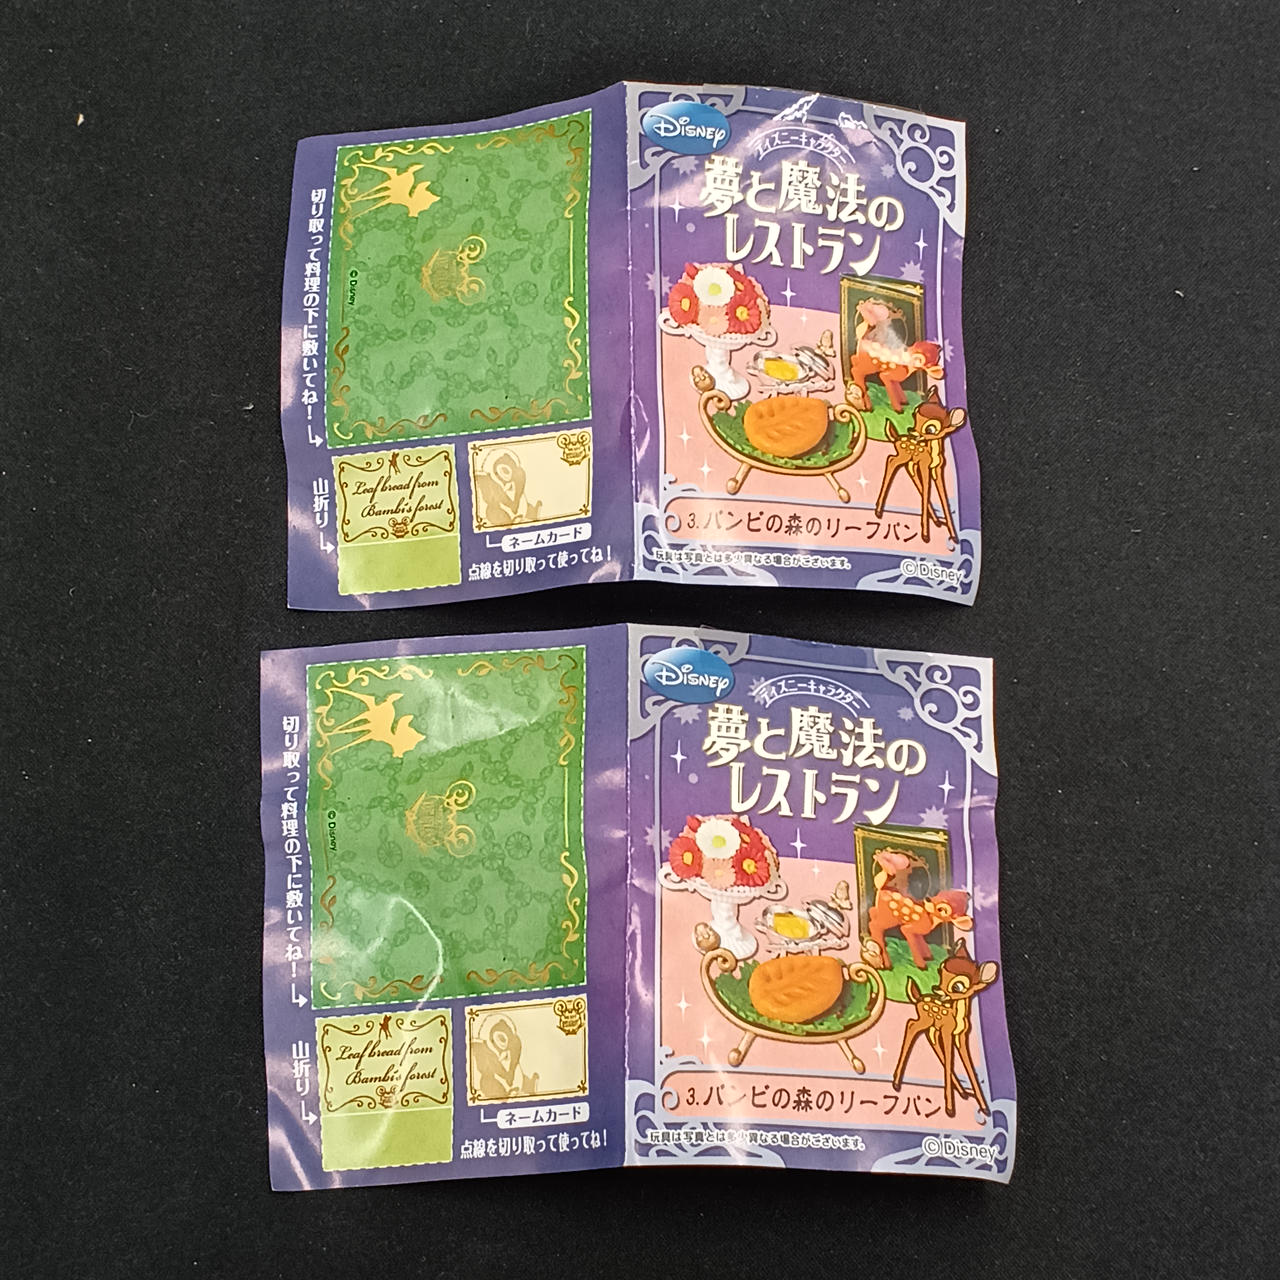 切り取って料理の下に敷いてね！
© Disney
山折り
Leaf bread from
Bambi's forest
ネームカード
点線を切り取って使ってね！
Disney
ディズニーキャラクター
夢と魔法の
レストラン
3.バンビの森のリーフパン
玩具は写真とは多少異なる場合がございます。
© Disney
切り取って料理の下に敷いてね！
© Disney
山折り
Leaf bread from
Bambi's forest
ネームカード
点線を切り取って使ってね！
Disney
ディズニーキャラクター
夢と魔法の
レストラン
3.バンビの森のリーフパン
玩具は写真とは多少異なる場合がございます。
© Disney